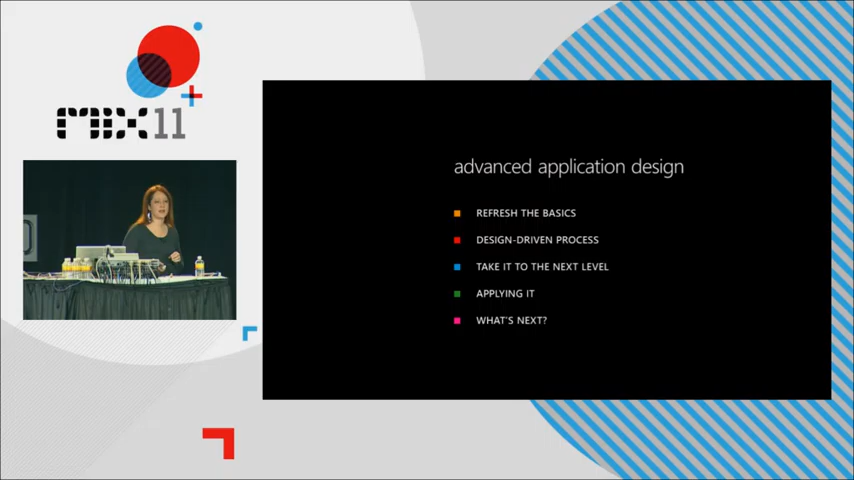 mix11
advanced application design
REFRESH THE BASICS
DESIGN-DRIVEN PROCESS
TAKE IT TO THE NEXT LEVEL
APPLYING IT
WHAT'S NEXT?